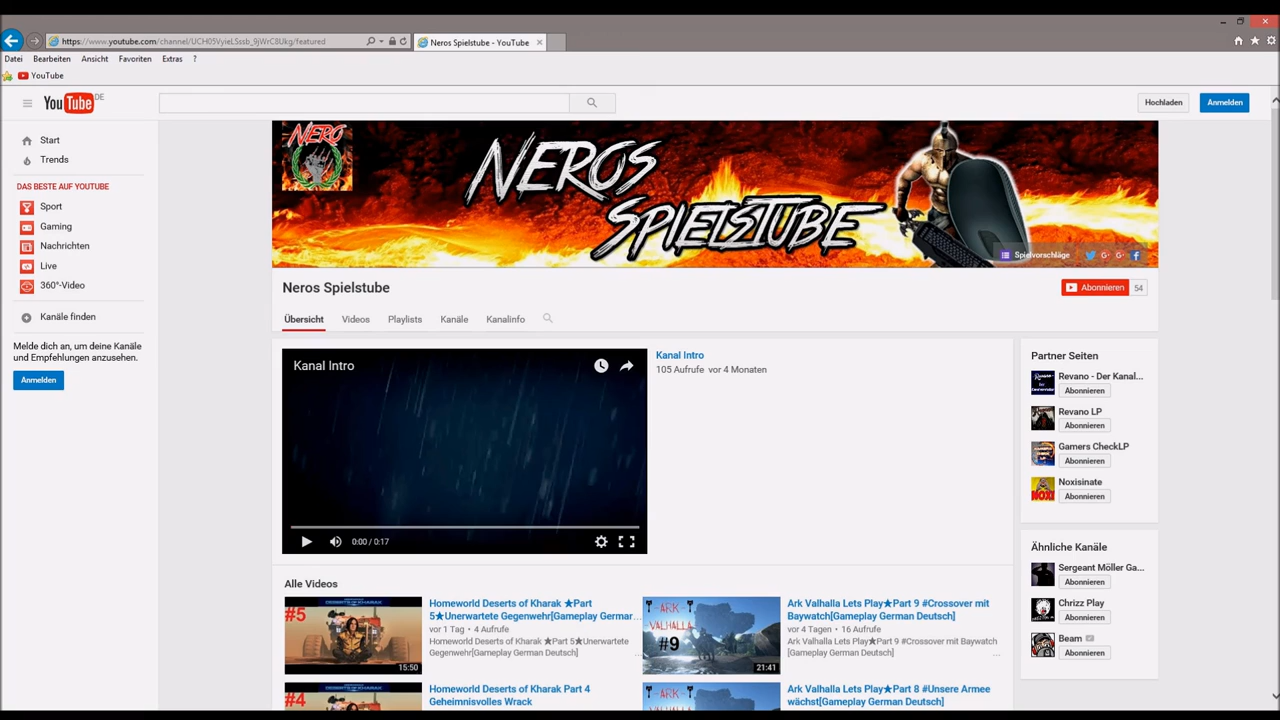 https://www.youtube.com/channel/UCH05VyieLSssb_9jWrC8Ukg/featured
Neros Spielstube - YouTube
Datei Bearbeiten Ansicht Favoriten Extras ?
YouTube
YouTube DE
Hochladen
Anmelden
Start
Trends
DAS BESTE AUF YOUTUBE
Sport
Gaming
Nachrichten
Live
360°-Video
Kanäle finden
Melde dich an, um deine Kanäle
und Empfehlungen anzusehen.
Anmelden
NERO
NEROS
SPIELSTUBE
Spielvorschläge
Neros Spielstube
Abonnieren 54
Übersicht Videos Playlists Kanäle Kanalinfo
Kanal Intro
0:00 / 0:17
Kanal Intro
105 Aufrufe vor 4 Monaten
Alle Videos
#5
15:50
Homeworld Deserts of Kharak ★Part
5★Unerwartete Gegenwehr[Gameplay German...
vor 1 Tag • 4 Aufrufe
Homeworld Deserts of Kharak ★Part 5★Unerwartete
Gegenwehr[Gameplay German Deutsch] ...
ARK
VALHALLA
#9
21:41
Ark Valhalla Lets Play★Part 9 #Crossover mit
Baywatch[Gameplay German Deutsch]
vor 4 Tagen • 16 Aufrufe
Ark Valhalla Lets Play★Part 9 #Crossover mit Baywatch
[Gameplay German Deutsch] ...
#4
Homeworld Deserts of Kharak Part 4
Geheimnisvolles Wrack
ARK
Ark Valhalla Lets Play★Part 8 #Unsere Armee
wächst[Gameplay German Deutsch]
Partner Seiten
Revano - Der Kanal...
Abonnieren
Revano LP
Abonnieren
Gamers CheckLP
Abonnieren
Noxisinate
Abonnieren
Ähnliche Kanäle
Sergeant Möller Ga...
Abonnieren
Chrizz Play
Abonnieren
Beam
Abonnieren